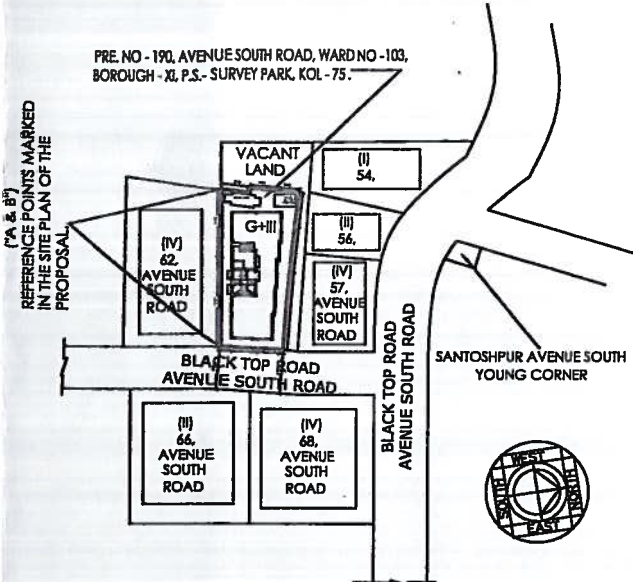 PRE. NO - 190, AVENUE SOUTH ROAD, WARD NO -103,
BOROUGH - XI, P.S.- SURVEY PARK, KOL - 75.
("A & B")
REFERENCE POINTS MARKED
IN THE SITE PLAN OF THE
PROPOSAL
VACANT
LAND
(I)
54,
G+III
(II)
56,
(IV)
62,
AVENUE
SOUTH
ROAD
(IV)
57,
AVENUE
SOUTH
ROAD
BLACK TOP ROAD
AVENUE SOUTH ROAD
BLACK TOP ROAD
AVENUE SOUTH ROAD
SANTOSHPUR AVENUE SOUTH
YOUNG CORNER
(II)
66,
AVENUE
SOUTH
ROAD
(IV)
68,
AVENUE
SOUTH
ROAD
WEST
SOUTH
NORTH
EAST